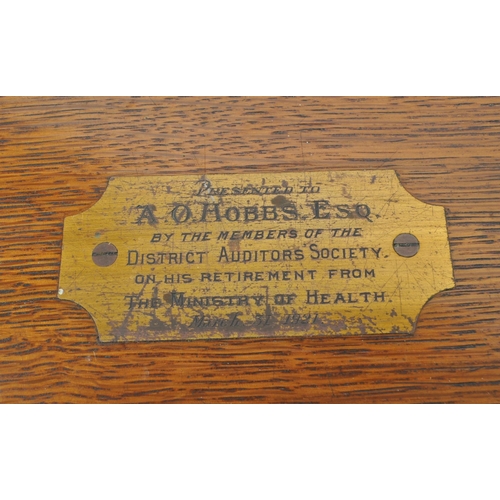 PRESENTED TO
A. O. HOBBS. ESQ.
BY THE MEMBERS OF THE
DISTRICT AUDITORS SOCIETY.
ON HIS RETIREMENT FROM
THE MINISTRY OF HEALTH.